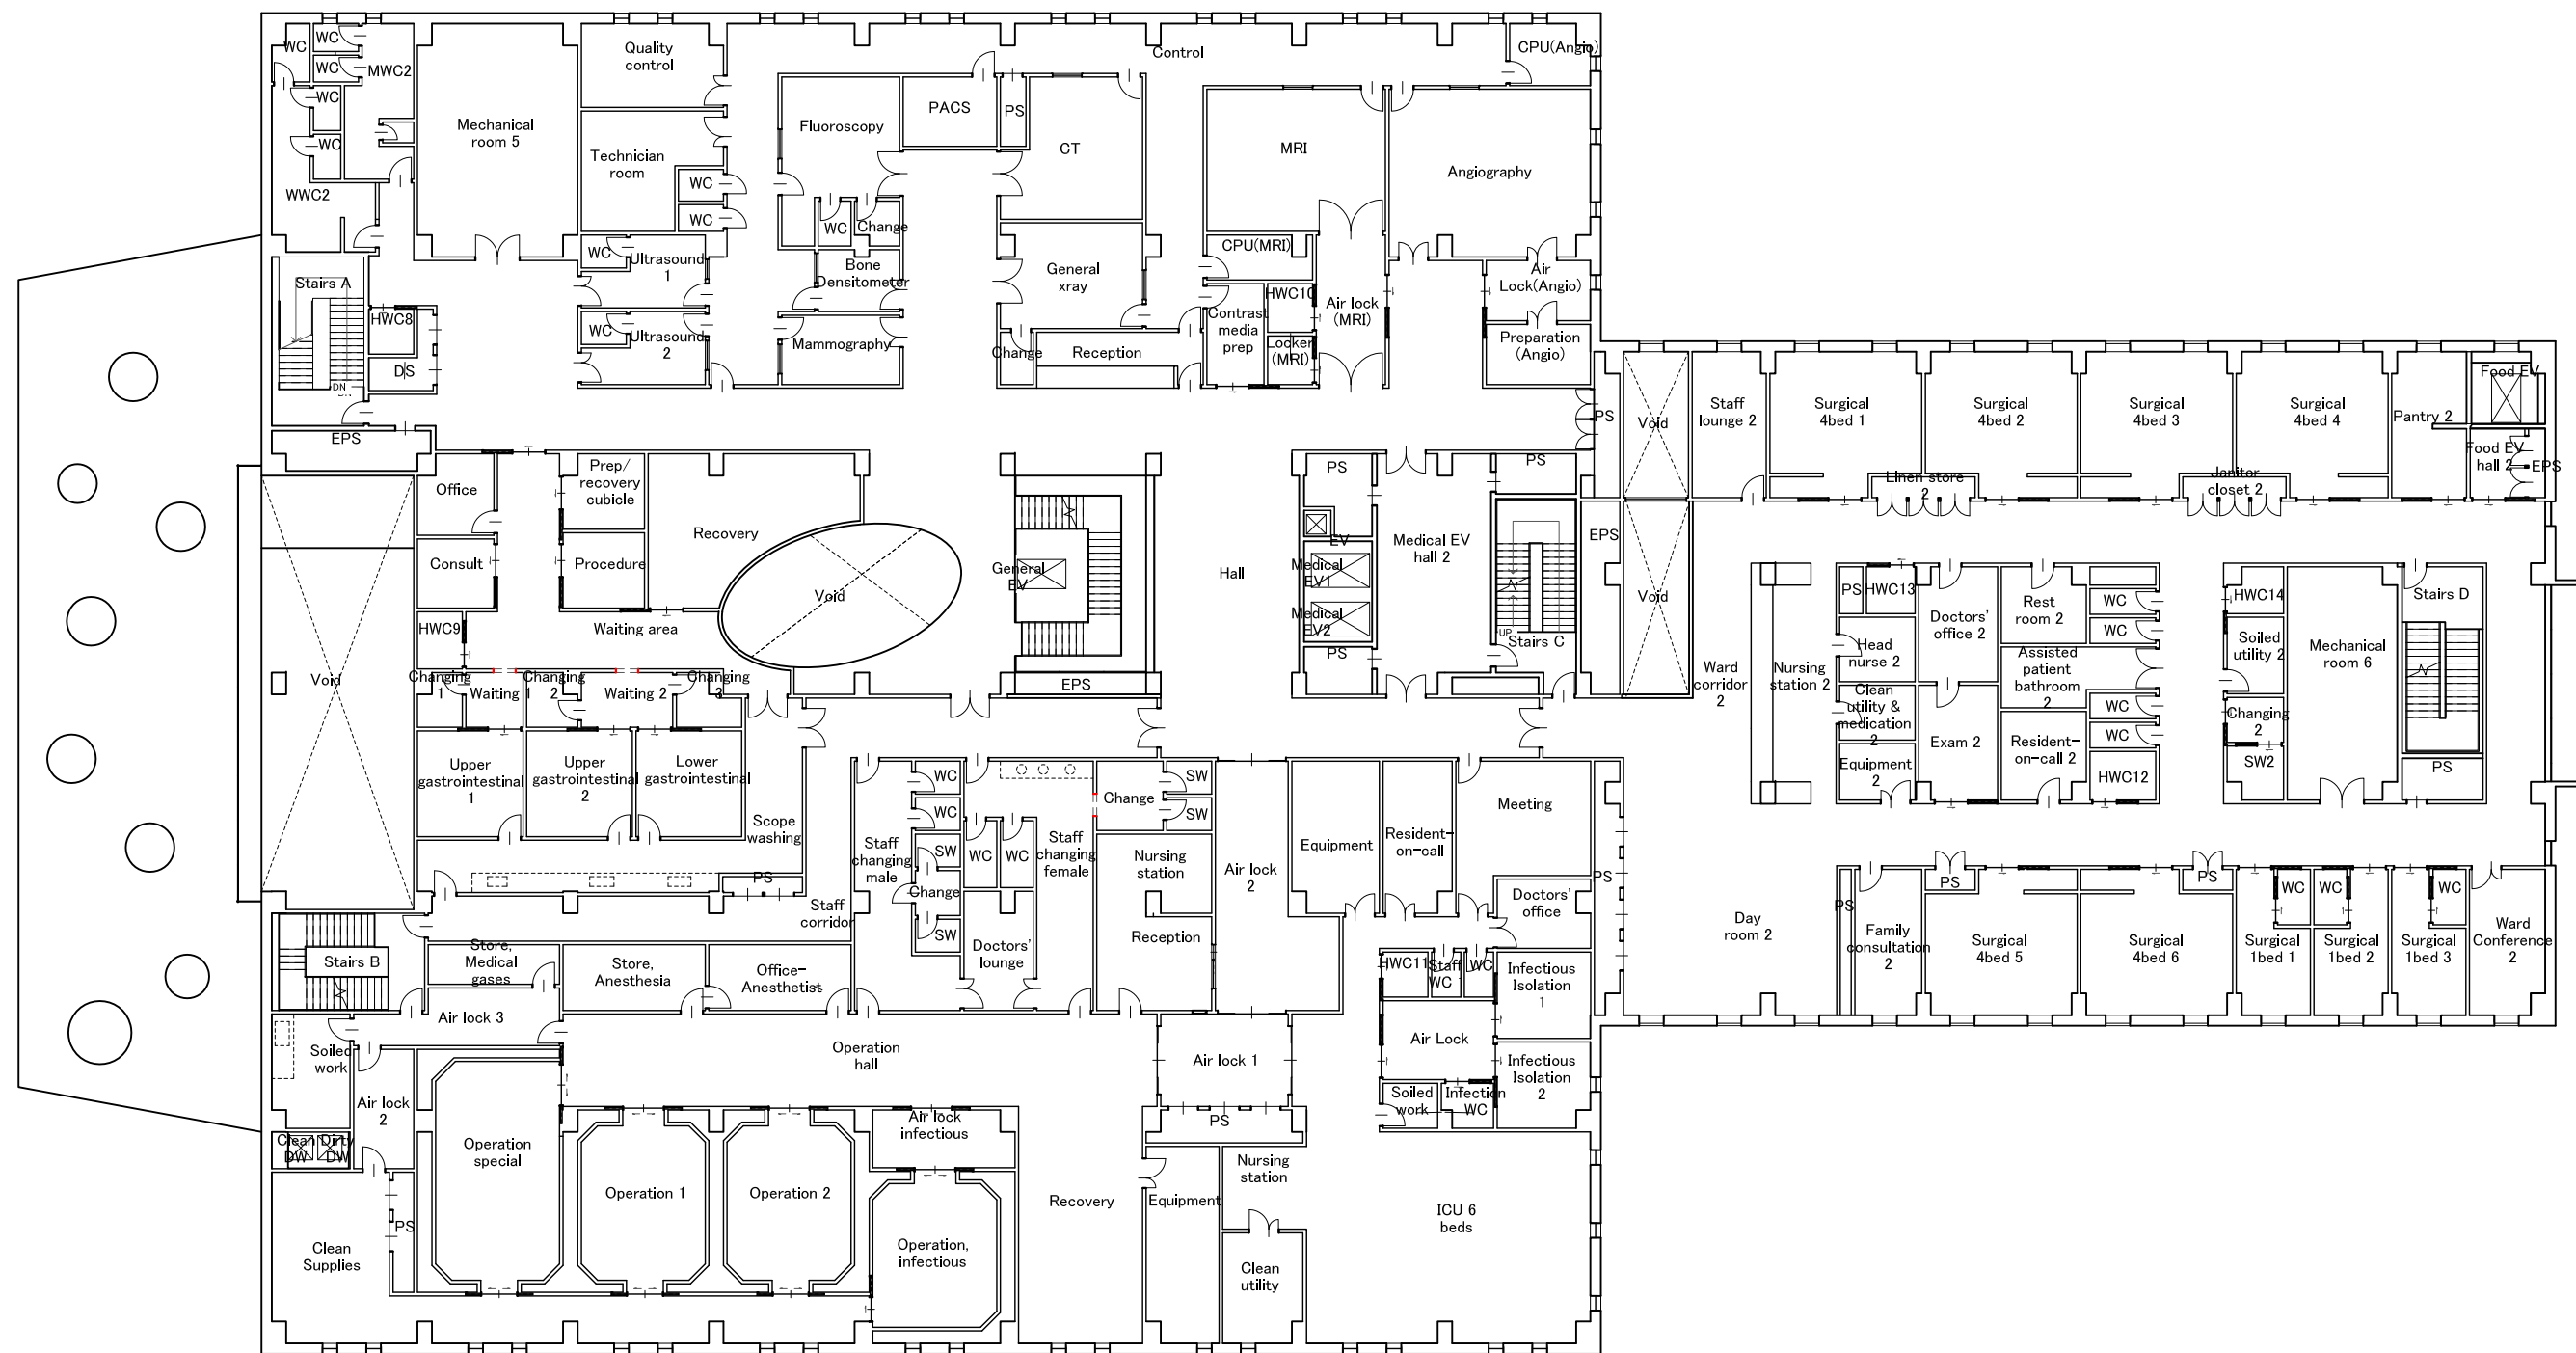 WC
WC
WC
MWC2
WC
WC
WWC2
Mechanical
room 5
Quality
control
Technician
room
WC
WC
Control
CPU(Angio)
Fluoroscopy
PACS
PS
CT
MRI
Angiography
WC
Change
WC
Ultrasound
1
Bone
Densitometer
General
xray
CPU(MRI)
Air
Lock(Angio)
Stairs A
DN
HWC8
DS
WC
Ultrasound
2
Mammography
Change
Reception
Contrast
media
prep
HWC10
Locker
(MRI)
Air lock
(MRI)
Preparation
(Angio)
EPS
PS
Void
Staff
lounge 2
Surgical
4bed 1
Surgical
4bed 2
Surgical
4bed 3
Surgical
4bed 4
Pantry 2
Food EV
Food EV
hall 2
EPS
Linen store
2
Janitor
closet 2
Office
Prep/
recovery
cubicle
Recovery
Consult
Procedure
Void
General
EV
Hall
PS
EV
Medical
EV1
Medical
EV2
PS
Medical EV
hall 2
PS
UP
Stairs C
EPS
Void
HWC9
Waiting area
EPS
Void
Changing
1
Waiting 1
Changing
2
Waiting 2
Changing
3
Ward
corridor
2
Nursing
station 2
PS
HWC13
Head
nurse 2
Clean
utility &
medication
2
Equipment
2
Doctors'
office 2
Exam 2
Rest
room 2
Assisted
patient
bathroom
2
Resident-
on-call 2
WC
WC
WC
WC
HWC12
HWC14
Soiled
utility 2
Changing
2
SW2
Mechanical
room 6
Stairs D
PS
Upper
gastrointestinal
1
Upper
gastrointestinal
2
Lower
gastrointestinal
Scope
washing
PS
Staff
corridor
Staff
changing
male
WC
WC
SW
Change
SW
WC
WC
Staff
changing
female
Doctors'
lounge
Change
SW
SW
Nursing
station
Reception
Air lock
2
Equipment
Resident-
on-call
Meeting
Doctors'
office
PS
Day
room 2
PS
Family
consultation
2
PS
Surgical
4bed 5
Surgical
4bed 6
PS
WC
Surgical
1bed 1
WC
Surgical
1bed 2
WC
Surgical
1bed 3
Ward
Conference
2
Stairs B
Store,
Medical
gases
Store,
Anesthesia
Office-
Anesthetist
HWC11
Staff
WC 1
WC
Infectious
Isolation
1
Air lock 3
Soiled
work
Operation
hall
Air lock 1
Air Lock
Infectious
Isolation
2
Air lock
2
Soiled
work
Infection
WC
PS
Clean
DW
Dirty
DW
Operation
special
Operation 1
Operation 2
Air lock
infectious
Operation,
infectious
Recovery
Equipment
Nursing
station
Clean
utility
ICU 6
beds
PS
Clean
Supplies